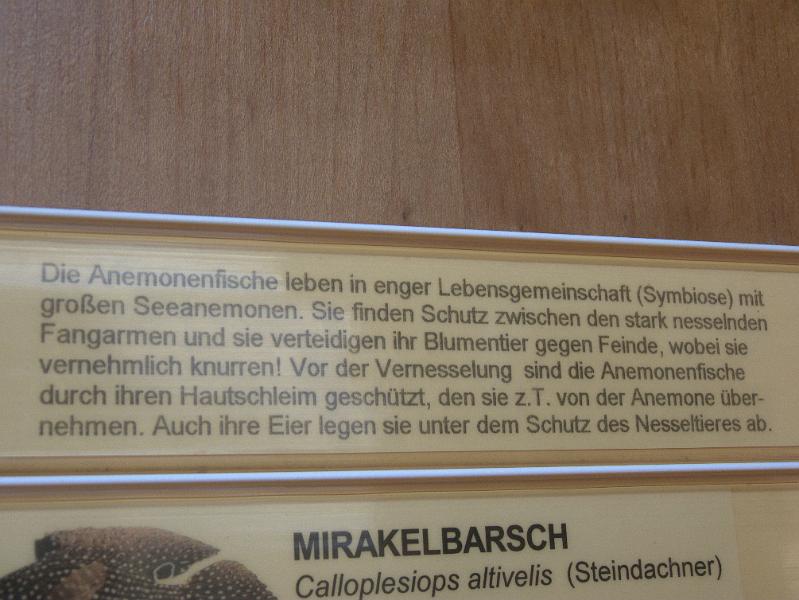 Die Anemonenfische leben in enger Lebensgemeinschaft (Symbiose) mit
großen Seeanemonen. Sie finden Schutz zwischen den stark nesselnden
Fangarmen und sie verteidigen ihr Blumentier gegen Feinde, wobei sie
vernehmlich knurren! Vor der Vernesselung sind die Anemonenfische
durch ihren Hautschleim geschützt, den sie z.T. von der Anemone über-
nehmen. Auch ihre Eier legen sie unter dem Schutz des Nesseltieres ab.
MIRAKELBARSCH
Calloplesiops altivelis (Steindachner)